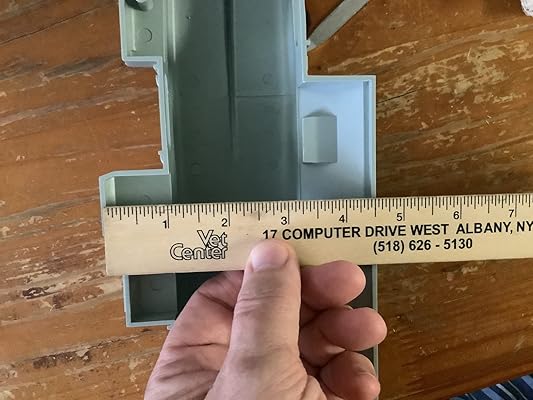 1 2 3 4 5 6 7
Vet
Center
17 COMPUTER DRIVE WEST ALBANY, NY
(518) 626 - 5130